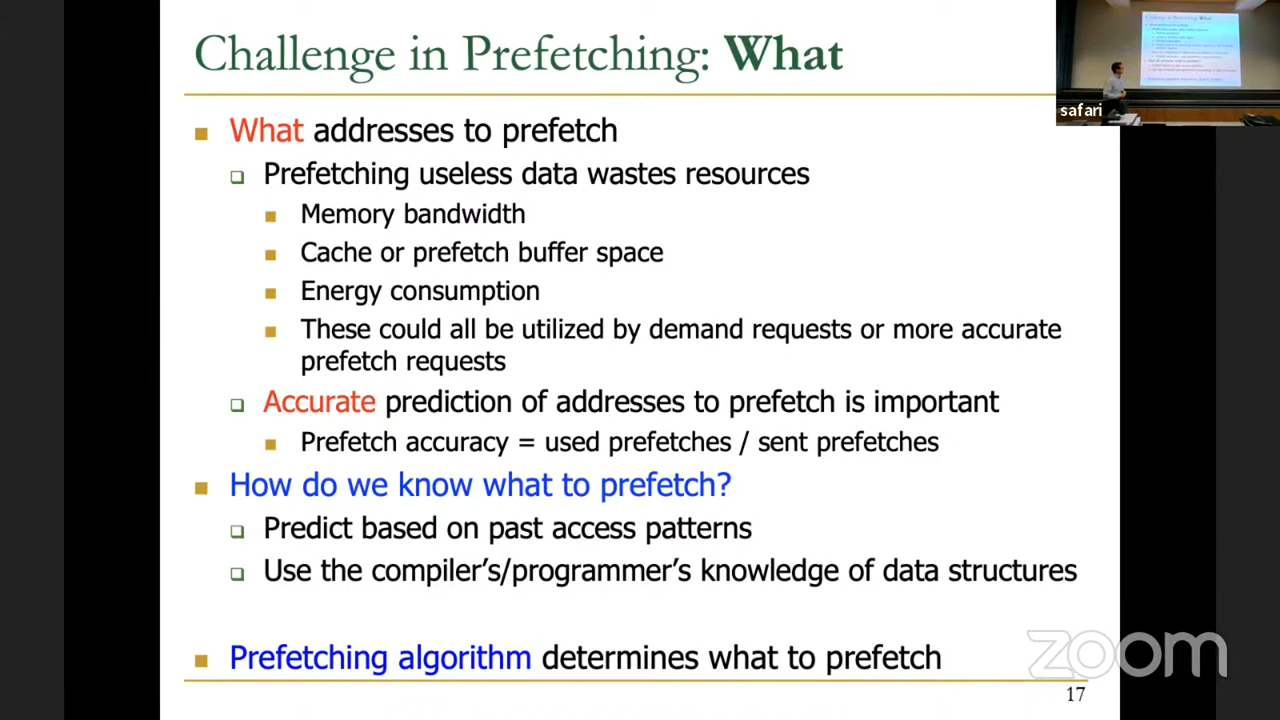 Challenge in Prefetching: What
safari
What addresses to prefetch
Prefetching useless data wastes resources
Memory bandwidth
Cache or prefetch buffer space
Energy consumption
These could all be utilized by demand requests or more accurate
prefetch requests
Accurate prediction of addresses to prefetch is important
Prefetch accuracy = used prefetches / sent prefetches
How do we know what to prefetch?
Predict based on past access patterns
Use the compiler’s/programmer’s knowledge of data structures
Prefetching algorithm determines what to prefetch
zoom
17